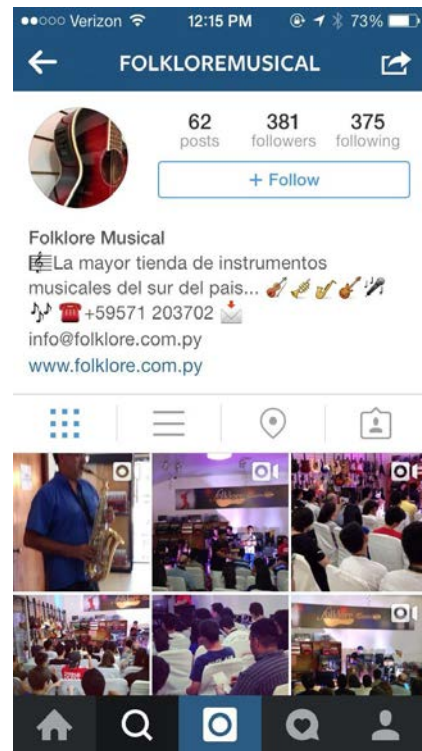 Verizon 12:15 PM 73%
FOLKLOREMUSICAL
62 381 375
posts followers following
+ Follow
Folklore Musical
La mayor tienda de instrumentos
musicales del sur del pais...
+59571 203702
info@folklore.com.py
www.folklore.com.py